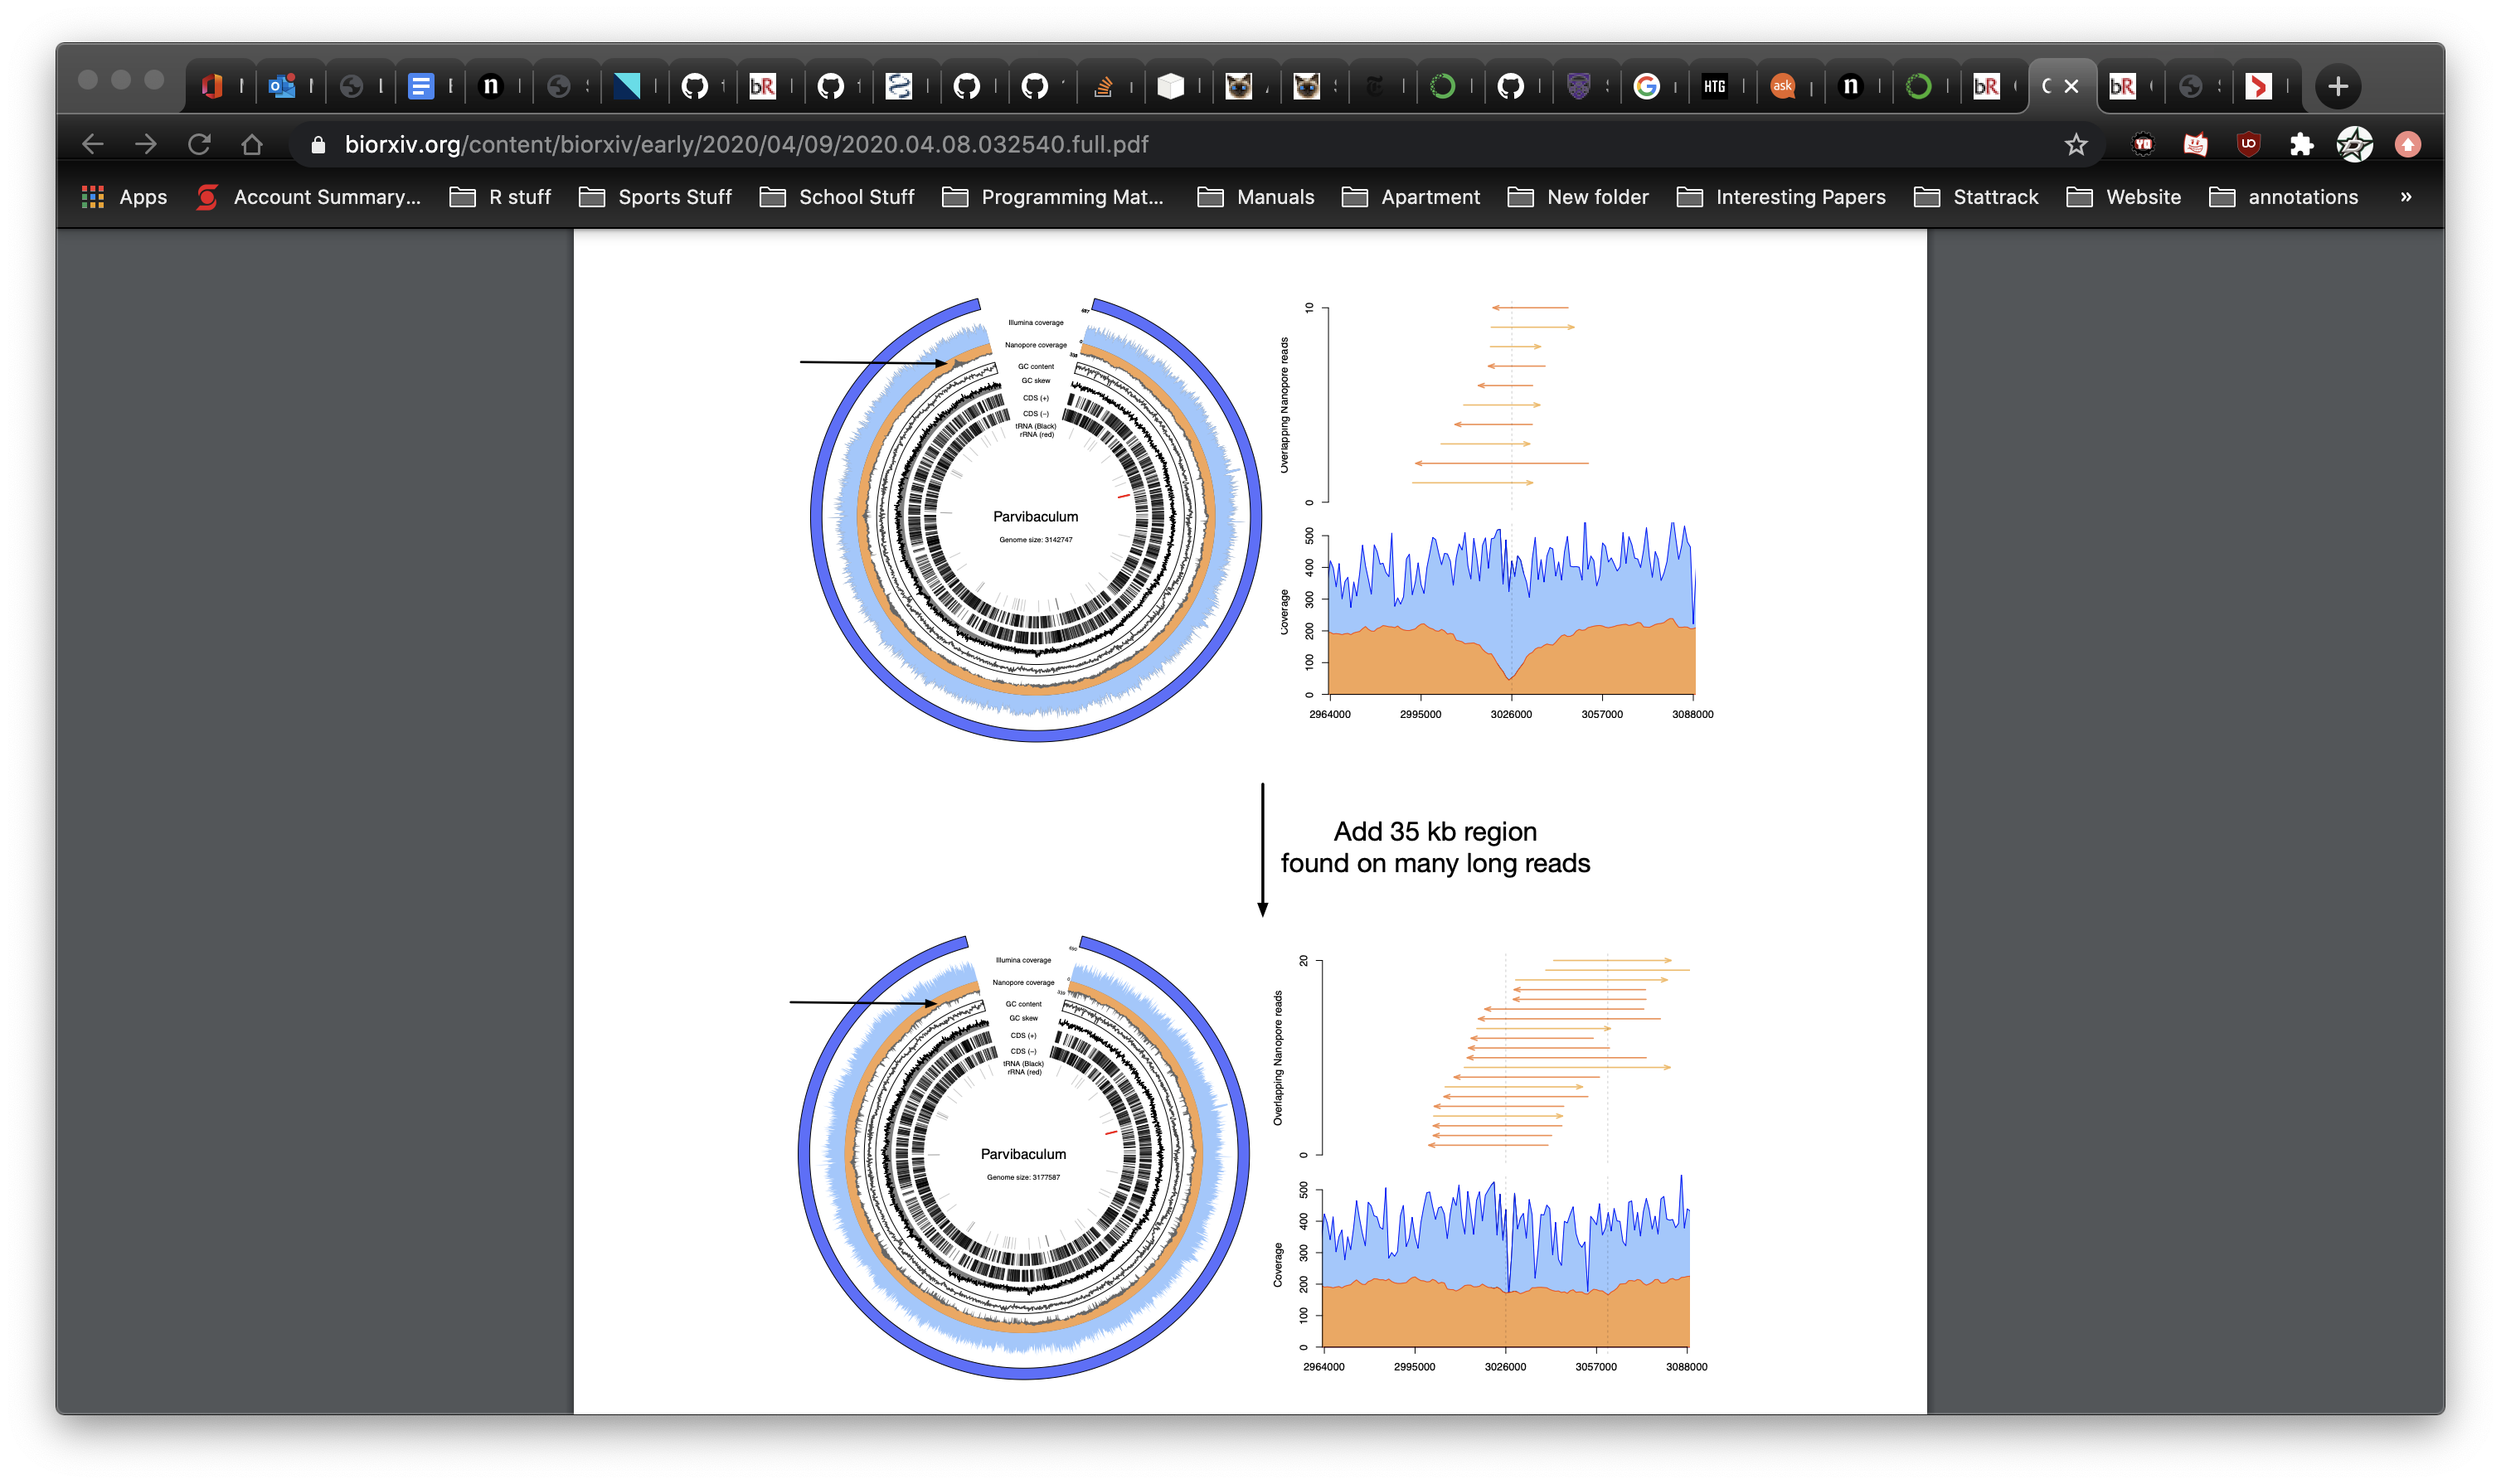 biorxiv.org/content/biorxiv/early/2020/04/09/2020.04.08.032540.full.pdf
Apps
Account Summary...
R stuff
Sports Stuff
School Stuff
Programming Mat...
Manuals
Apartment
New folder
Interesting Papers
Stattrack
Website
annotations
»
Illumina coverage
Nanopore coverage
GC content
GC skew
CDS (+)
CDS (–)
tRNA (Black)
rRNA (red)
Parvibaculum
Genome size: 3142747
Overlapping Nanopore reads
10
0
Coverage
500
400
300
200
100
0
2964000
2995000
3026000
3057000
3088000
Add 35 kb region
found on many long reads
Illumina coverage
Nanopore coverage
GC content
GC skew
CDS (+)
CDS (–)
tRNA (Black)
rRNA (red)
Parvibaculum
Genome size: 3177587
Overlapping Nanopore reads
20
0
Coverage
500
400
300
200
100
0
2964000
2995000
3026000
3057000
3088000